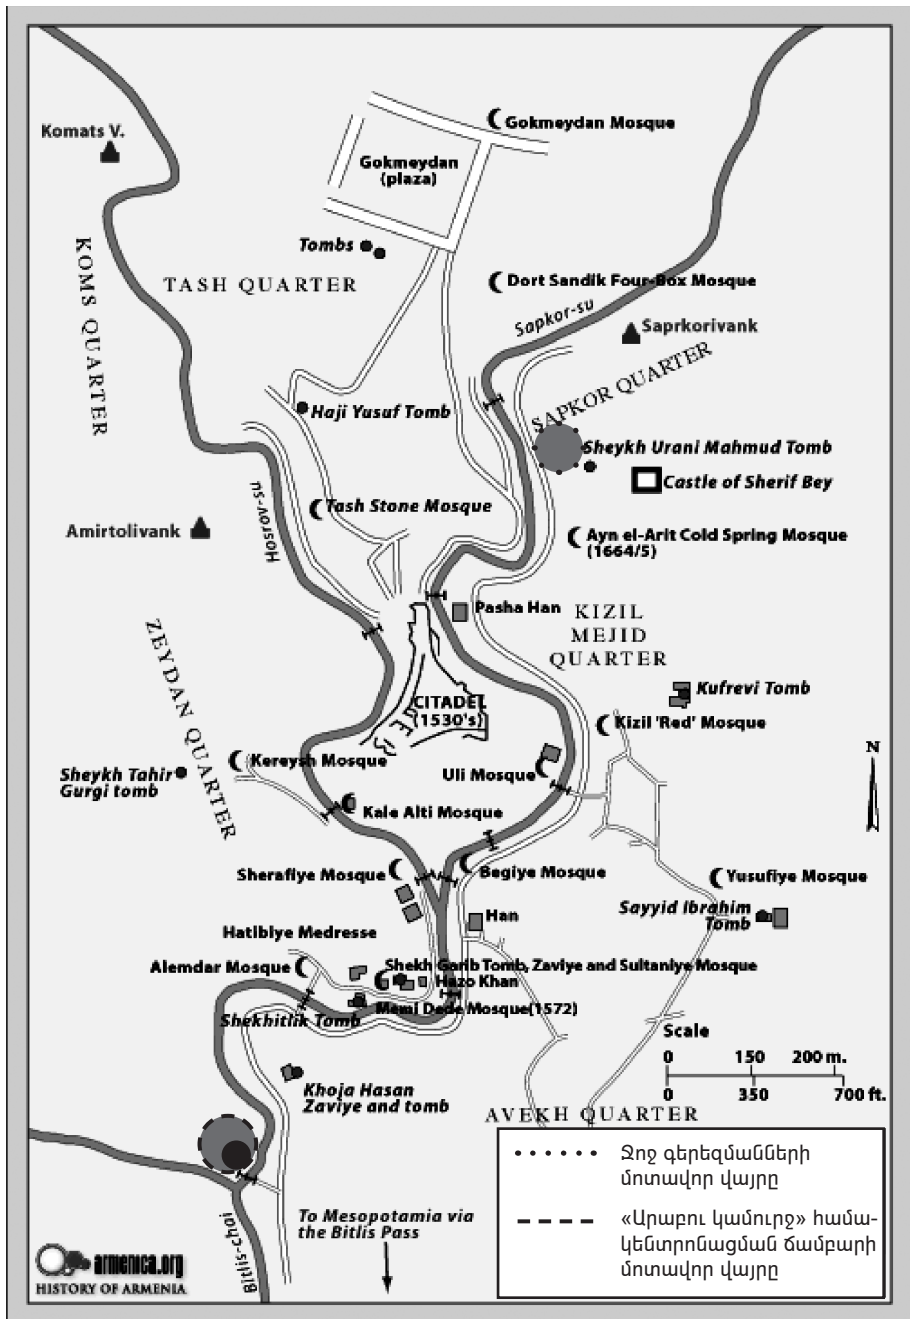 Komats V.
Gokmeydan Mosque
Gokmeydan
(plaza)
Tombs
KOMS QUARTER
TASH QUARTER
Dort Sandik Four-Box Mosque
Sapkor-su
Saprkorivank
SAPKOR QUARTER
Haji Yusuf Tomb
Sheykh Urani Mahmud Tomb
Castle of Sherif Bey
Hosrov-su
Tash Stone Mosque
Amirtolivank
Ayn el-Arit Cold Spring Mosque
(1664/5)
Pasha Han
KIZIL
MEJID
QUARTER
ZEYDAN QUARTER
CITADEL
(1530's)
Kufrevi Tomb
Kizil 'Red' Mosque
Kereysh Mosque
Sheykh Tahir
Gurgi tomb
Uli Mosque
N
Kale Alti Mosque
Sherafiye Mosque
Begiye Mosque
Yusufiye Mosque
Sayyid Ibrahim
Tomb
Han
Hatibiye Medresse
Alemdar Mosque
Shekh Garib Tomb, Zaviye and Sultaniye Mosque
Hazo Khan
Memi Dede Mosque(1572)
Shekhitlik Tomb
Scale
0 150 200 m.
0 350 700 ft.
Khoja Hasan
Zaviye and tomb
AVEKH QUARTER
Ջոջ գերեզմանների
մոտավոր վայրը
«Արաբու կամուրջ» համա-
կենտրոնացման ճամբարի
մոտավոր վայրը
To Mesopotamia via
the Bitlis Pass
Bitlis-chai
armenica.org
HISTORY OF ARMENIA